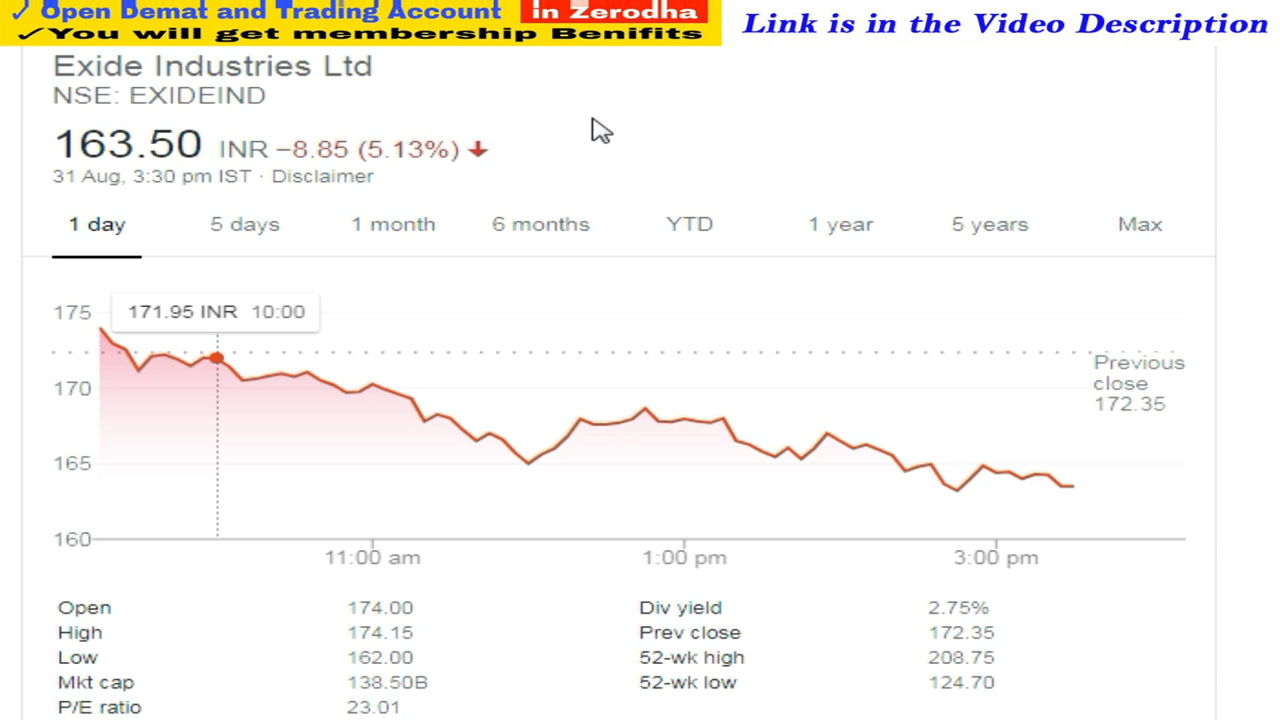 ✓ Open Demat and Trading Account In Zerodha
✓You will get membership Benifits
Link is in the Video Description
Exide Industries Ltd
NSE: EXIDEIND
163.50 INR −8.85 (5.13%)
31 Aug, 3:30 pm IST · Disclaimer
1 day 5 days 1 month 6 months YTD 1 year 5 years Max
171.95 INR 10:00
175
170
165
160
Previous
close
172.35
11:00 am 1:00 pm 3:00 pm
Open 174.00 Div yield 2.75%
High 174.15 Prev close 172.35
Low 162.00 52-wk high 208.75
Mkt cap 138.50B 52-wk low 124.70
P/E ratio 23.01